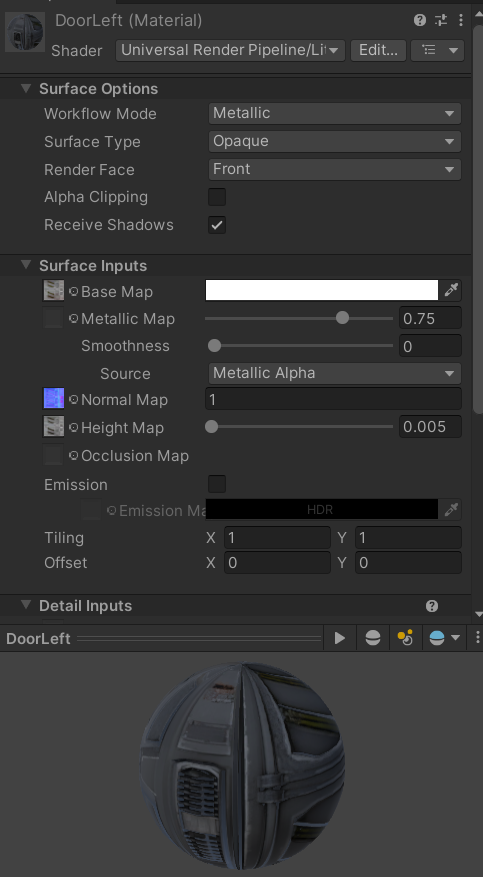 DoorLeft (Material)
Shader Universal Render Pipeline/Li Edit...
Surface Options
Workflow Mode Metallic
Surface Type Opaque
Render Face Front
Alpha Clipping
Receive Shadows
Surface Inputs
Base Map
Metallic Map 0.75
Smoothness 0
Source Metallic Alpha
Normal Map 1
Height Map 0.005
Occlusion Map
Emission
Emission Ma HDR
Tiling X 1 Y 1
Offset X 0 Y 0
Detail Inputs
DoorLeft